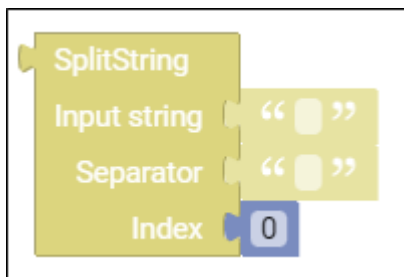 SplitString
Input string “ ”
Separator “ ”
Index 0